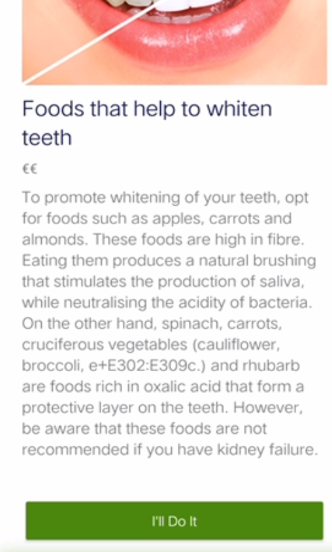 Foods that help to whiten
teeth
€€
To promote whitening of your teeth, opt
for foods such as apples, carrots and
almonds. These foods are high in fibre.
Eating them produces a natural brushing
that stimulates the production of saliva,
while neutralising the acidity of bacteria.
On the other hand, spinach, carrots,
cruciferous vegetables (cauliflower,
broccoli, e+E302:E309c.) and rhubarb
are foods rich in oxalic acid that form a
protective layer on the teeth. However,
be aware that these foods are not
recommended if you have kidney failure.
I'll Do It